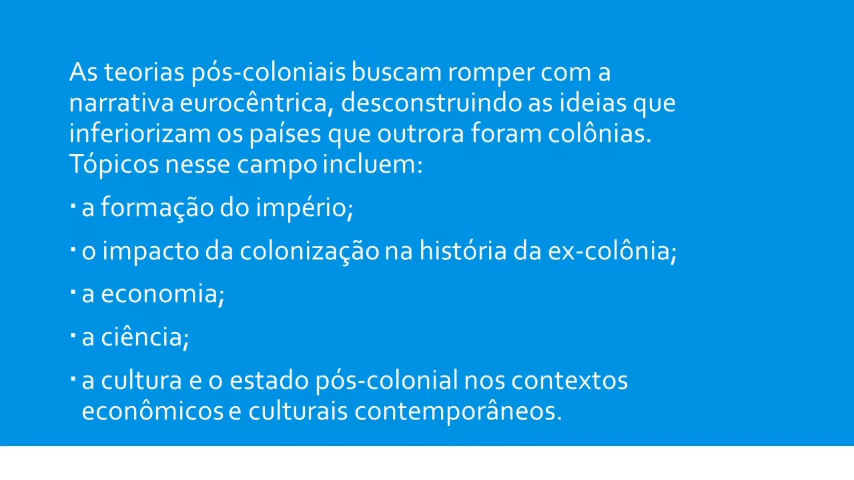 As teorias pós-coloniais buscam romper com a
narrativa eurocêntrica, desconstruindo as ideias que
inferiorizam os países que outrora foram colônias.
Tópicos nesse campo incluem:
▪ a formação do império;
▪ o impacto da colonização na história da ex-colônia;
▪ a economia;
▪ a ciência;
▪ a cultura e o estado pós-colonial nos contextos
econômicos e culturais contemporâneos.